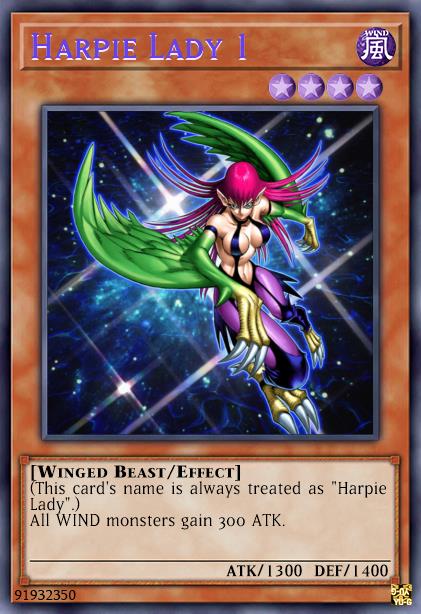 Harpie Lady 1
WIND
風
[Winged Beast/Effect]
(This card's name is always treated as "Harpie
Lady".)
All WIND monsters gain 300 ATK.
ATK/1300 DEF/1400
91932350